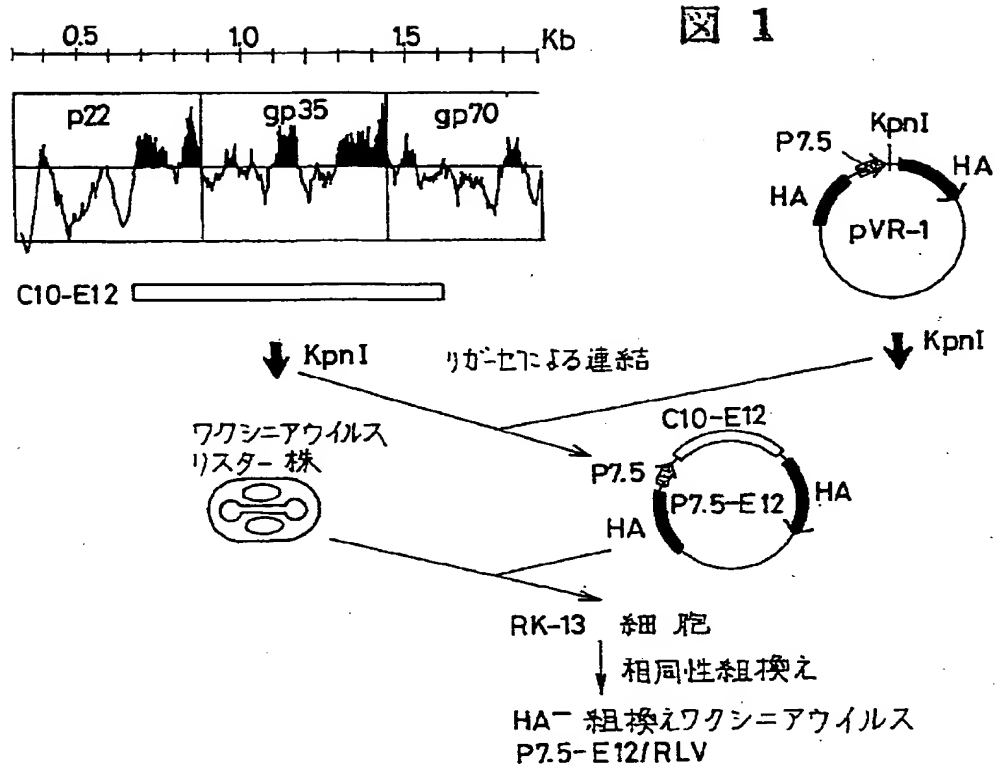 図 1
0.5 1.0 1.5 Kb
p22 gp35 gp70
C10-E12
P7.5 KpnI
HA HA
pVR-1
KpnI リガーセによる連結 KpnI
ワクシニアウイルス
リスター 株
C10-E12
P7.5
P7.5-E12
HA HA
RK-13 細 胞
相同性組換え
HA⁻ 組換えワクシニアウイルス
P7.5-E12/RLV